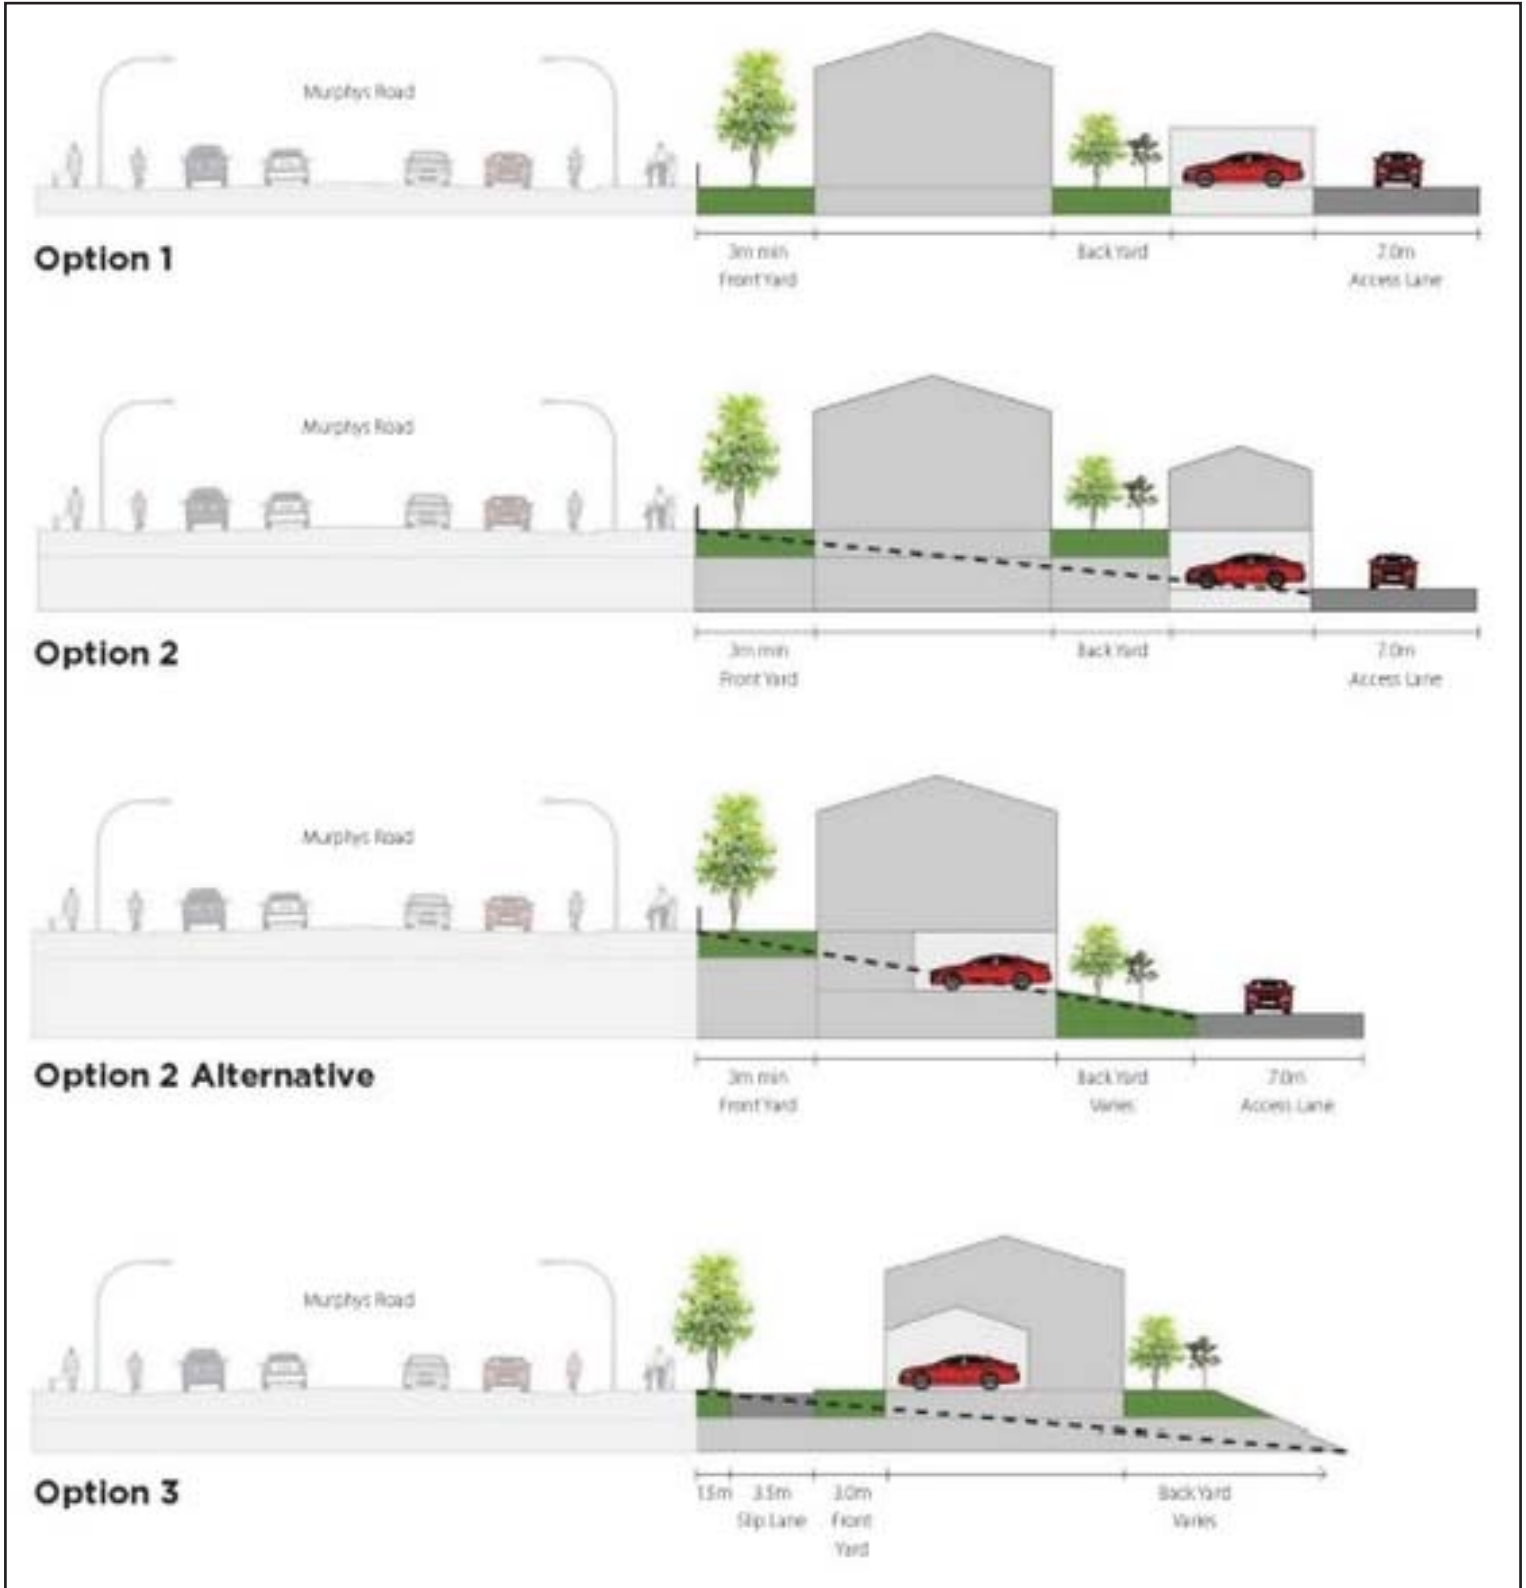 Murphys Road
Option 1
3m min
Front Yard
Back Yard
7.0m
Access Lane
Murphys Road
Option 2
3m min
Front Yard
Back Yard
7.0m
Access Lane
Murphys Road
Option 2 Alternative
3m min
Front Yard
Back Yard
Varies
7.0m
Access Lane
Murphys Road
Option 3
1.5m
3.5m
Slip Lane
3.0m
Front
Yard
Back Yard
Varies